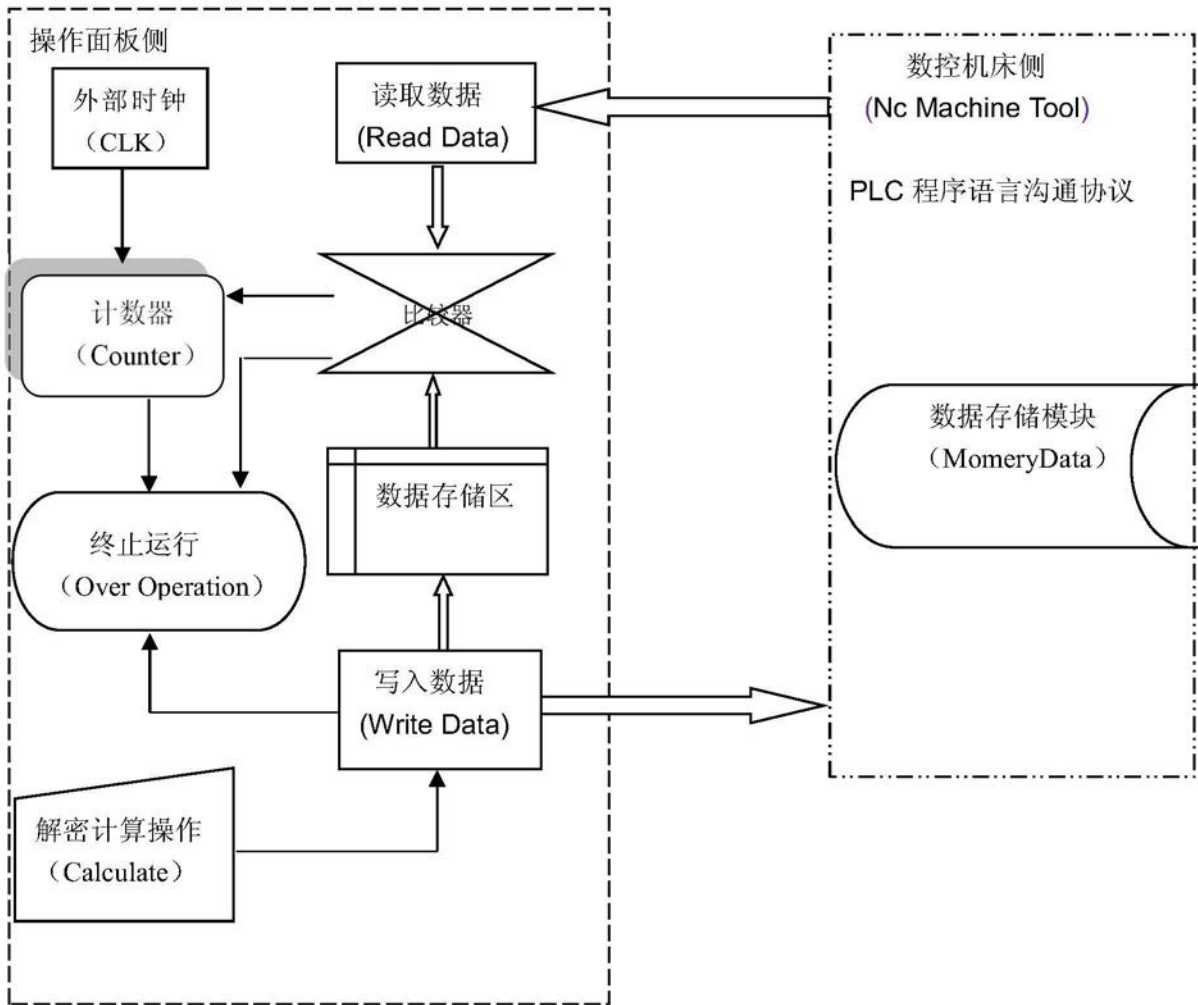 操作面板侧
外部时钟
（CLK）
读取数据
(Read Data)
数控机床侧
(Nc Machine Tool)
PLC 程序语言沟通协议
计数器
（Counter）
比较器
数据存储区
数据存储模块
（MomeryData）
终止运行
（Over Operation）
写入数据
(Write Data)
解密计算操作
（Calculate）